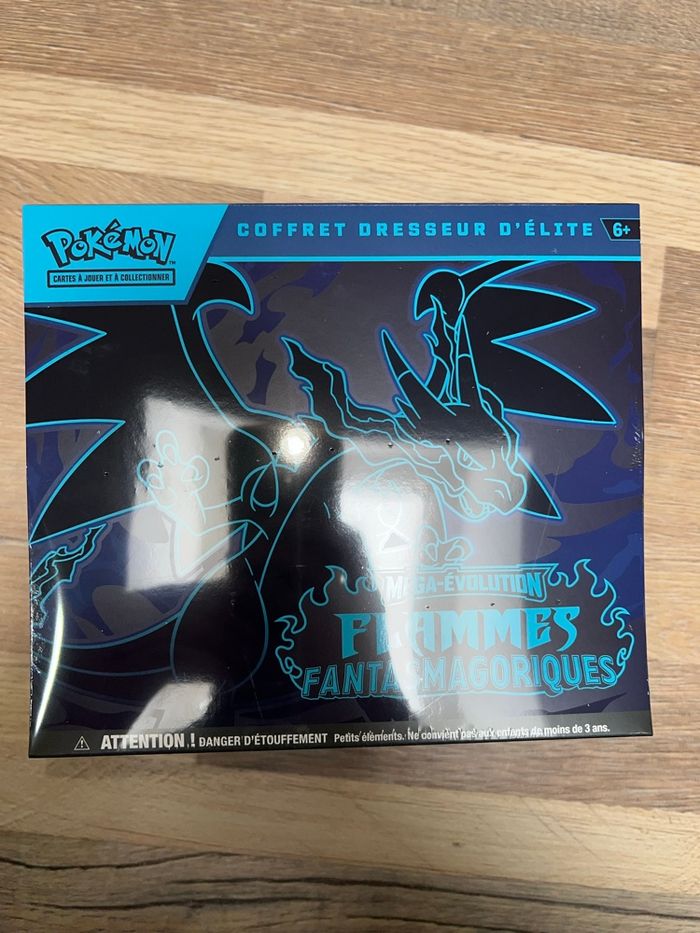 POKéMON™
CARTES À JOUER ET À COLLECTIONNER
COFFRET DRESSEUR D'ÉLITE
6+
MÉGA-ÉVOLUTION
FLAMMES
FANTASMAGORIQUES
⚠ ATTENTION ! DANGER D'ÉTOUFFEMENT Petits éléments. Ne convient pas aux enfants de moins de 3 ans.